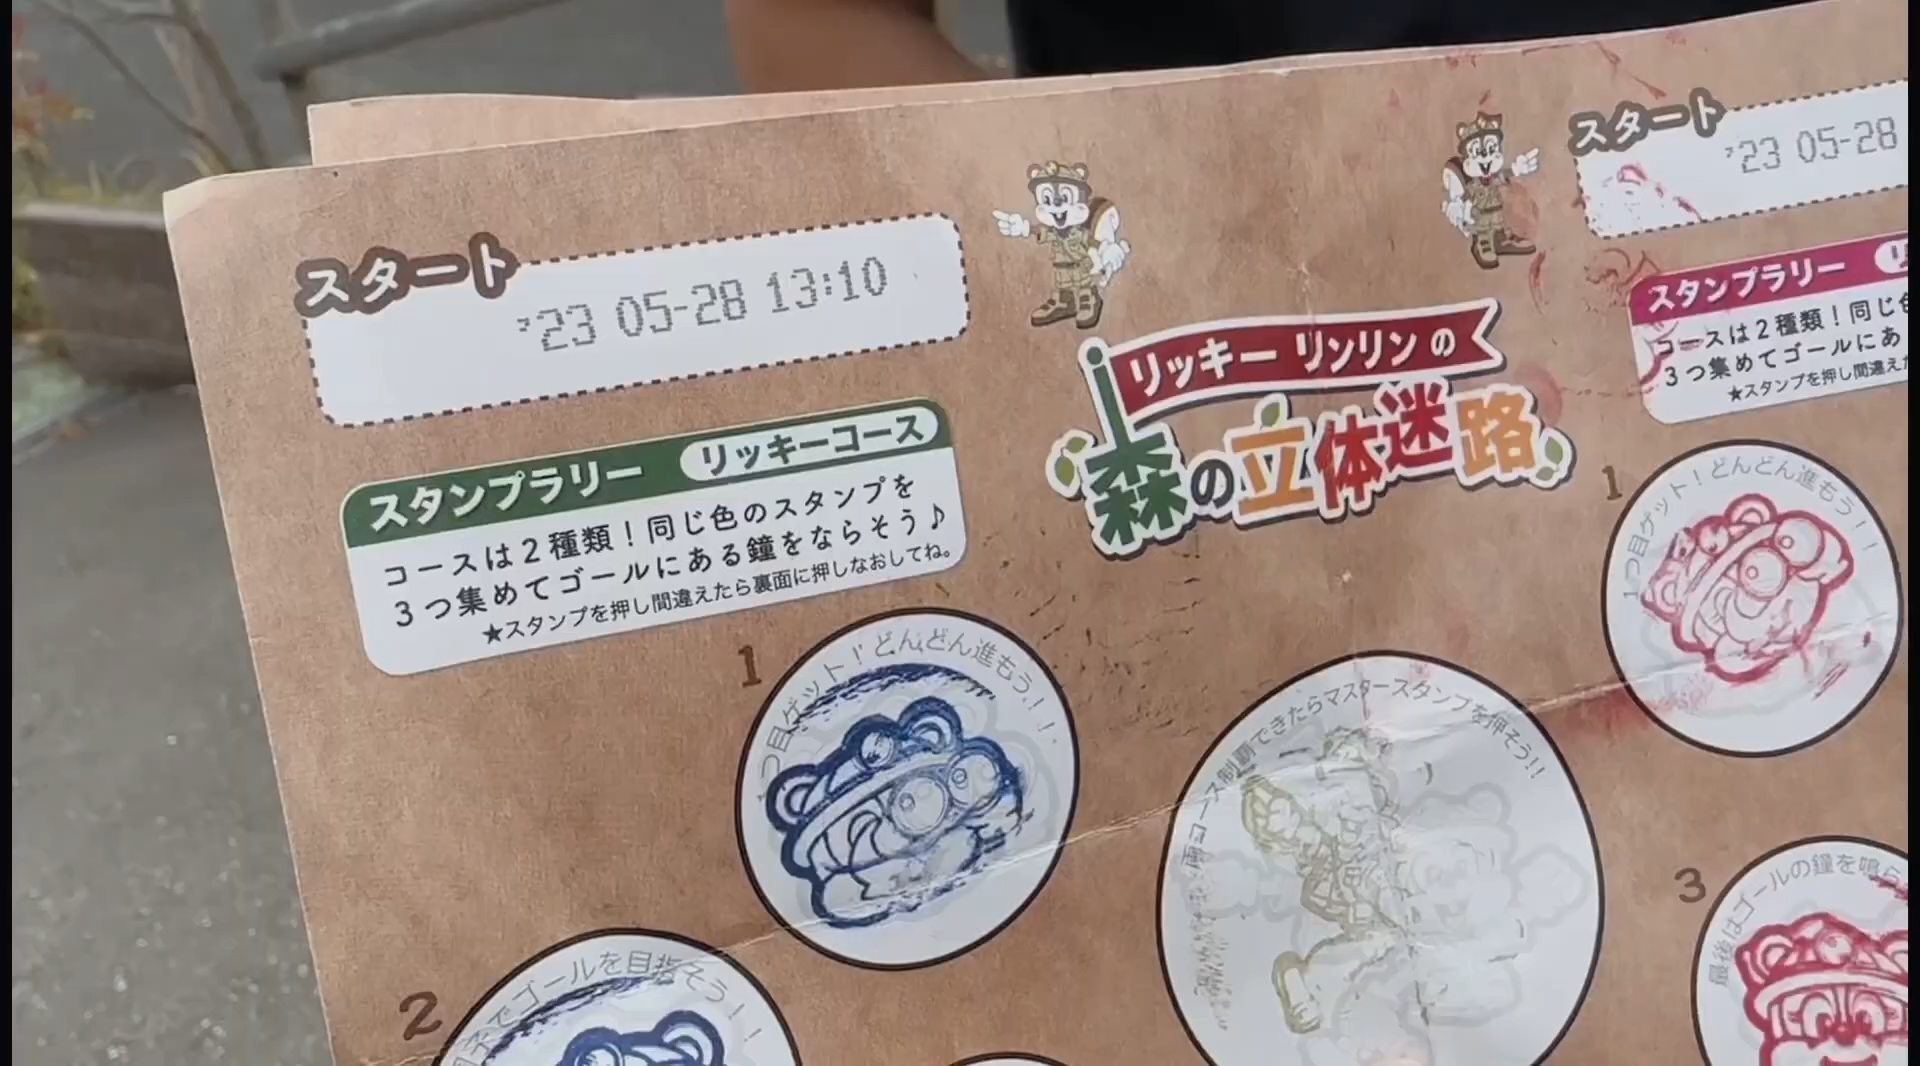 スタート
'23 05-28 13:10
スタンプラリー リッキーコース
コースは2種類！同じ色のスタンプを
3つ集めてゴールにある鐘をならそう♪
★スタンプを押し間違えたら裏面に押しなおしてね。
リッキー リンリンの
森の立体迷路
スタート
'23 05-28
スタンプラリー
コースは2種類！同じ
3つ集めてゴールにあ
★スタンプを押し間違え
1
つ目ゲット！どんどん進もう！！
両コース制覇できたらマスタースタンプを押そう!!
1
1つ目ゲット！どんどん進もう！！
2
でゴールを目指そう！！
3
最後はゴールの鐘を鳴ら